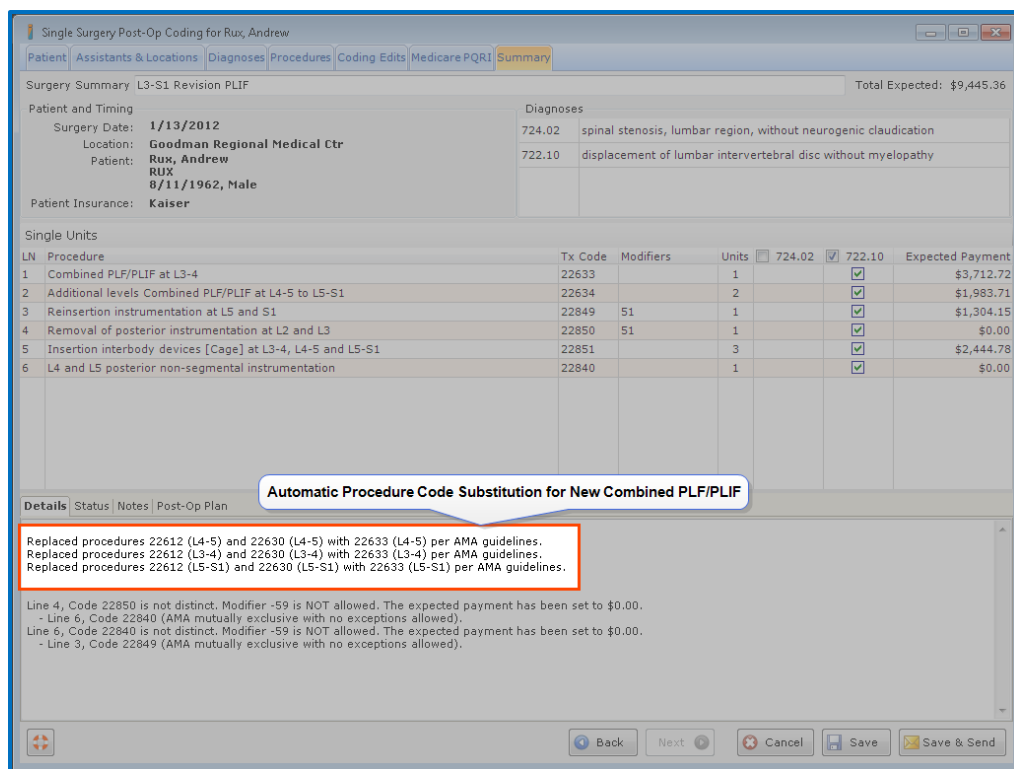 Single Surgery Post-Op Coding for Rux, Andrew
Patient Assistants & Locations Diagnoses Procedures Coding Edits Medicare PQRI Summary
Surgery Summary L3-S1 Revision PLIF Total Expected: $9,445.36
Patient and Timing
Surgery Date: 1/13/2012
Location: Goodman Regional Medical Ctr
Patient: Rux, Andrew
RUX
8/11/1962, Male
Patient Insurance: Kaiser
Diagnoses
724.02 spinal stenosis, lumbar region, without neurogenic claudication
722.10 displacement of lumbar intervertebral disc without myelopathy
Single Units
LN Procedure Tx Code Modifiers Units 724.02 722.10 Expected Payment
1 Combined PLF/PLIF at L3-4 22633 1 $3,712.72
2 Additional levels Combined PLF/PLIF at L4-5 to L5-S1 22634 2 $1,983.71
3 Reinsertion instrumentation at L5 and S1 22849 51 1 $1,304.15
4 Removal of posterior instrumentation at L2 and L3 22850 51 1 $0.00
5 Insertion interbody devices [Cage] at L3-4, L4-5 and L5-S1 22851 3 $2,444.78
6 L4 and L5 posterior non-segmental instrumentation 22840 1 $0.00
Automatic Procedure Code Substitution for New Combined PLF/PLIF
Details Status Notes Post-Op Plan
Replaced procedures 22612 (L4-5) and 22630 (L4-5) with 22633 (L4-5) per AMA guidelines.
Replaced procedures 22612 (L3-4) and 22630 (L3-4) with 22633 (L3-4) per AMA guidelines.
Replaced procedures 22612 (L5-S1) and 22630 (L5-S1) with 22633 (L5-S1) per AMA guidelines.
Line 4, Code 22850 is not distinct. Modifier -59 is NOT allowed. The expected payment has been set to $0.00.
- Line 6, Code 22840 (AMA mutually exclusive with no exceptions allowed).
Line 6, Code 22840 is not distinct. Modifier -59 is NOT allowed. The expected payment has been set to $0.00.
- Line 3, Code 22849 (AMA mutually exclusive with no exceptions allowed).
Back Next Cancel Save Save & Send